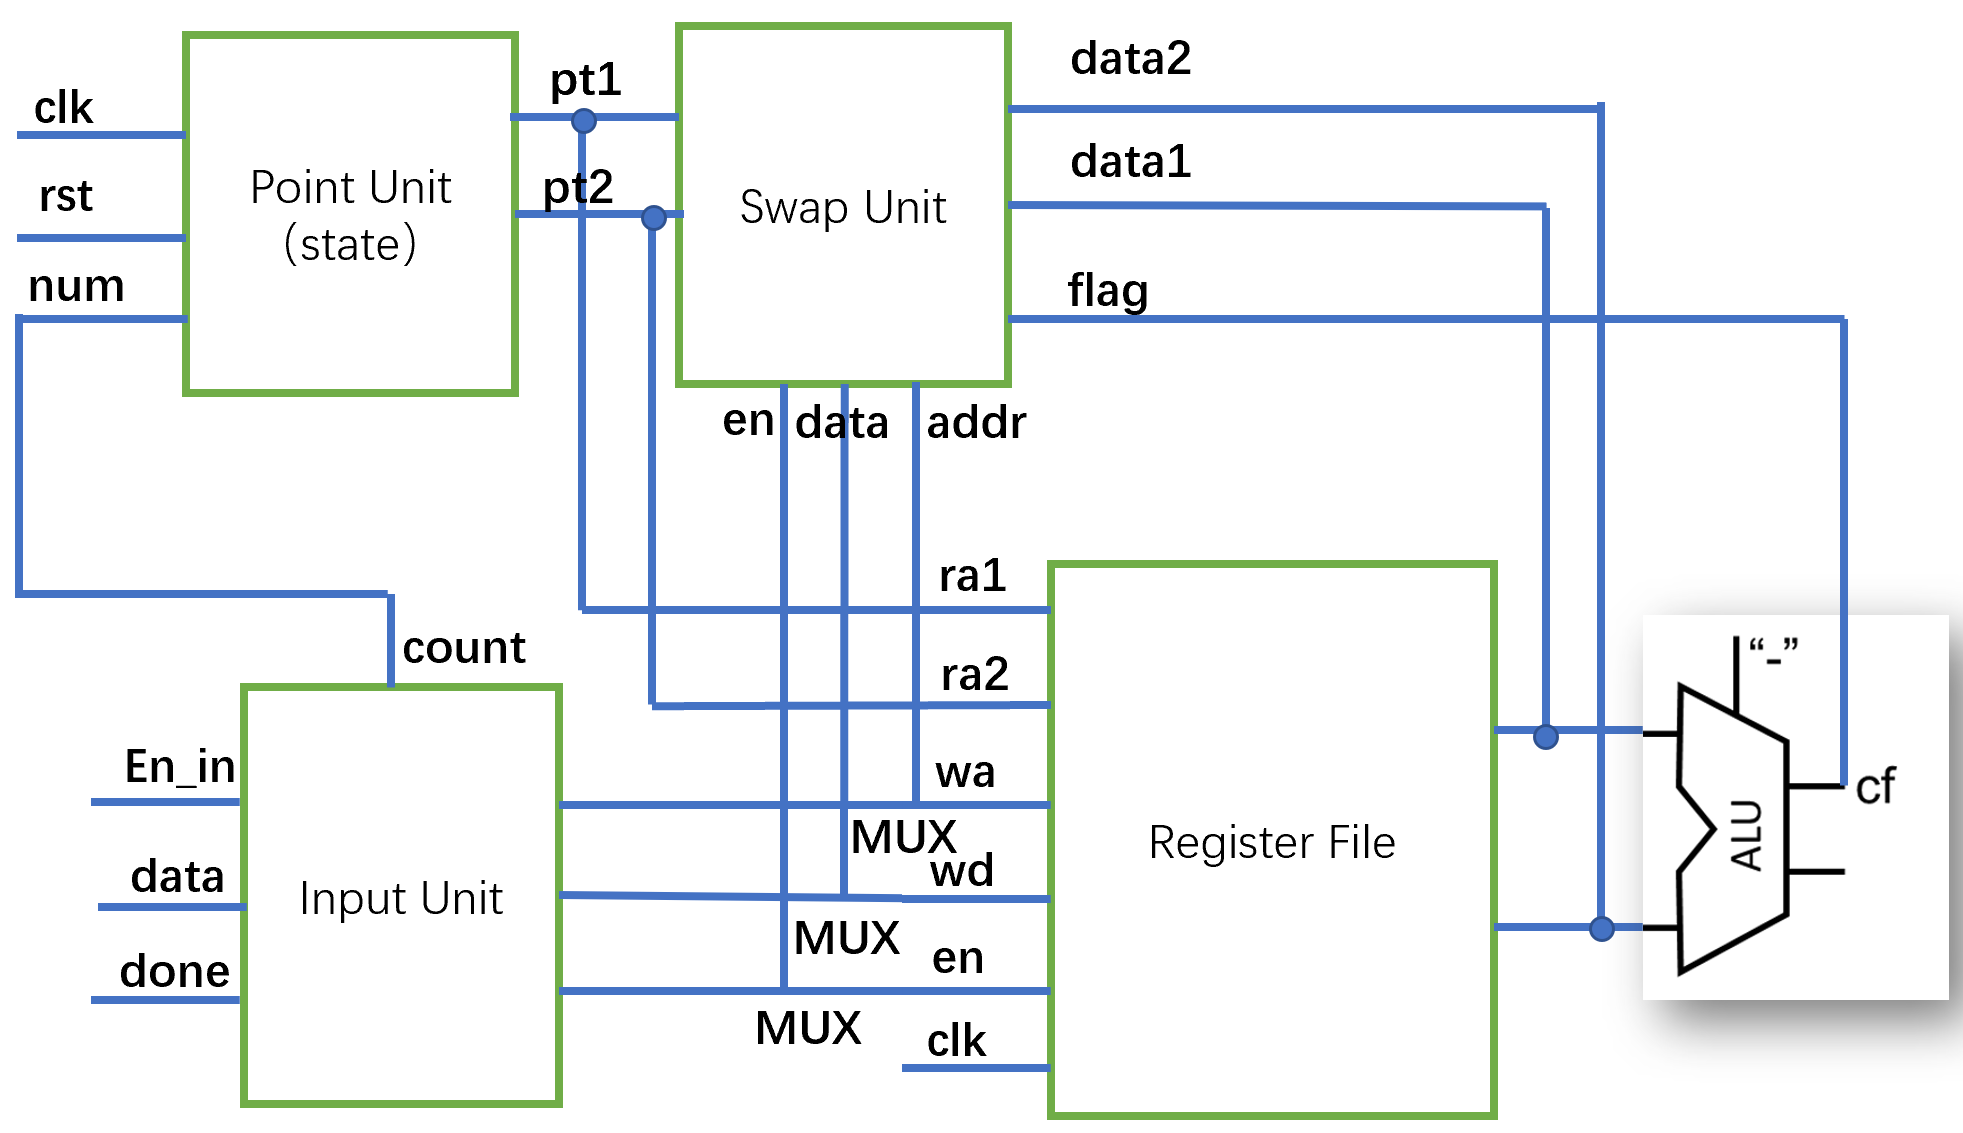 clk
rst
num
Point Unit
(state)
pt1
pt2
Swap Unit
data2
data1
flag
en
data
addr
ra1
ra2
wa
MUX
wd
MUX
en
MUX
clk
count
En_in
data
done
Input Unit
Register File
“-”
ALU
cf